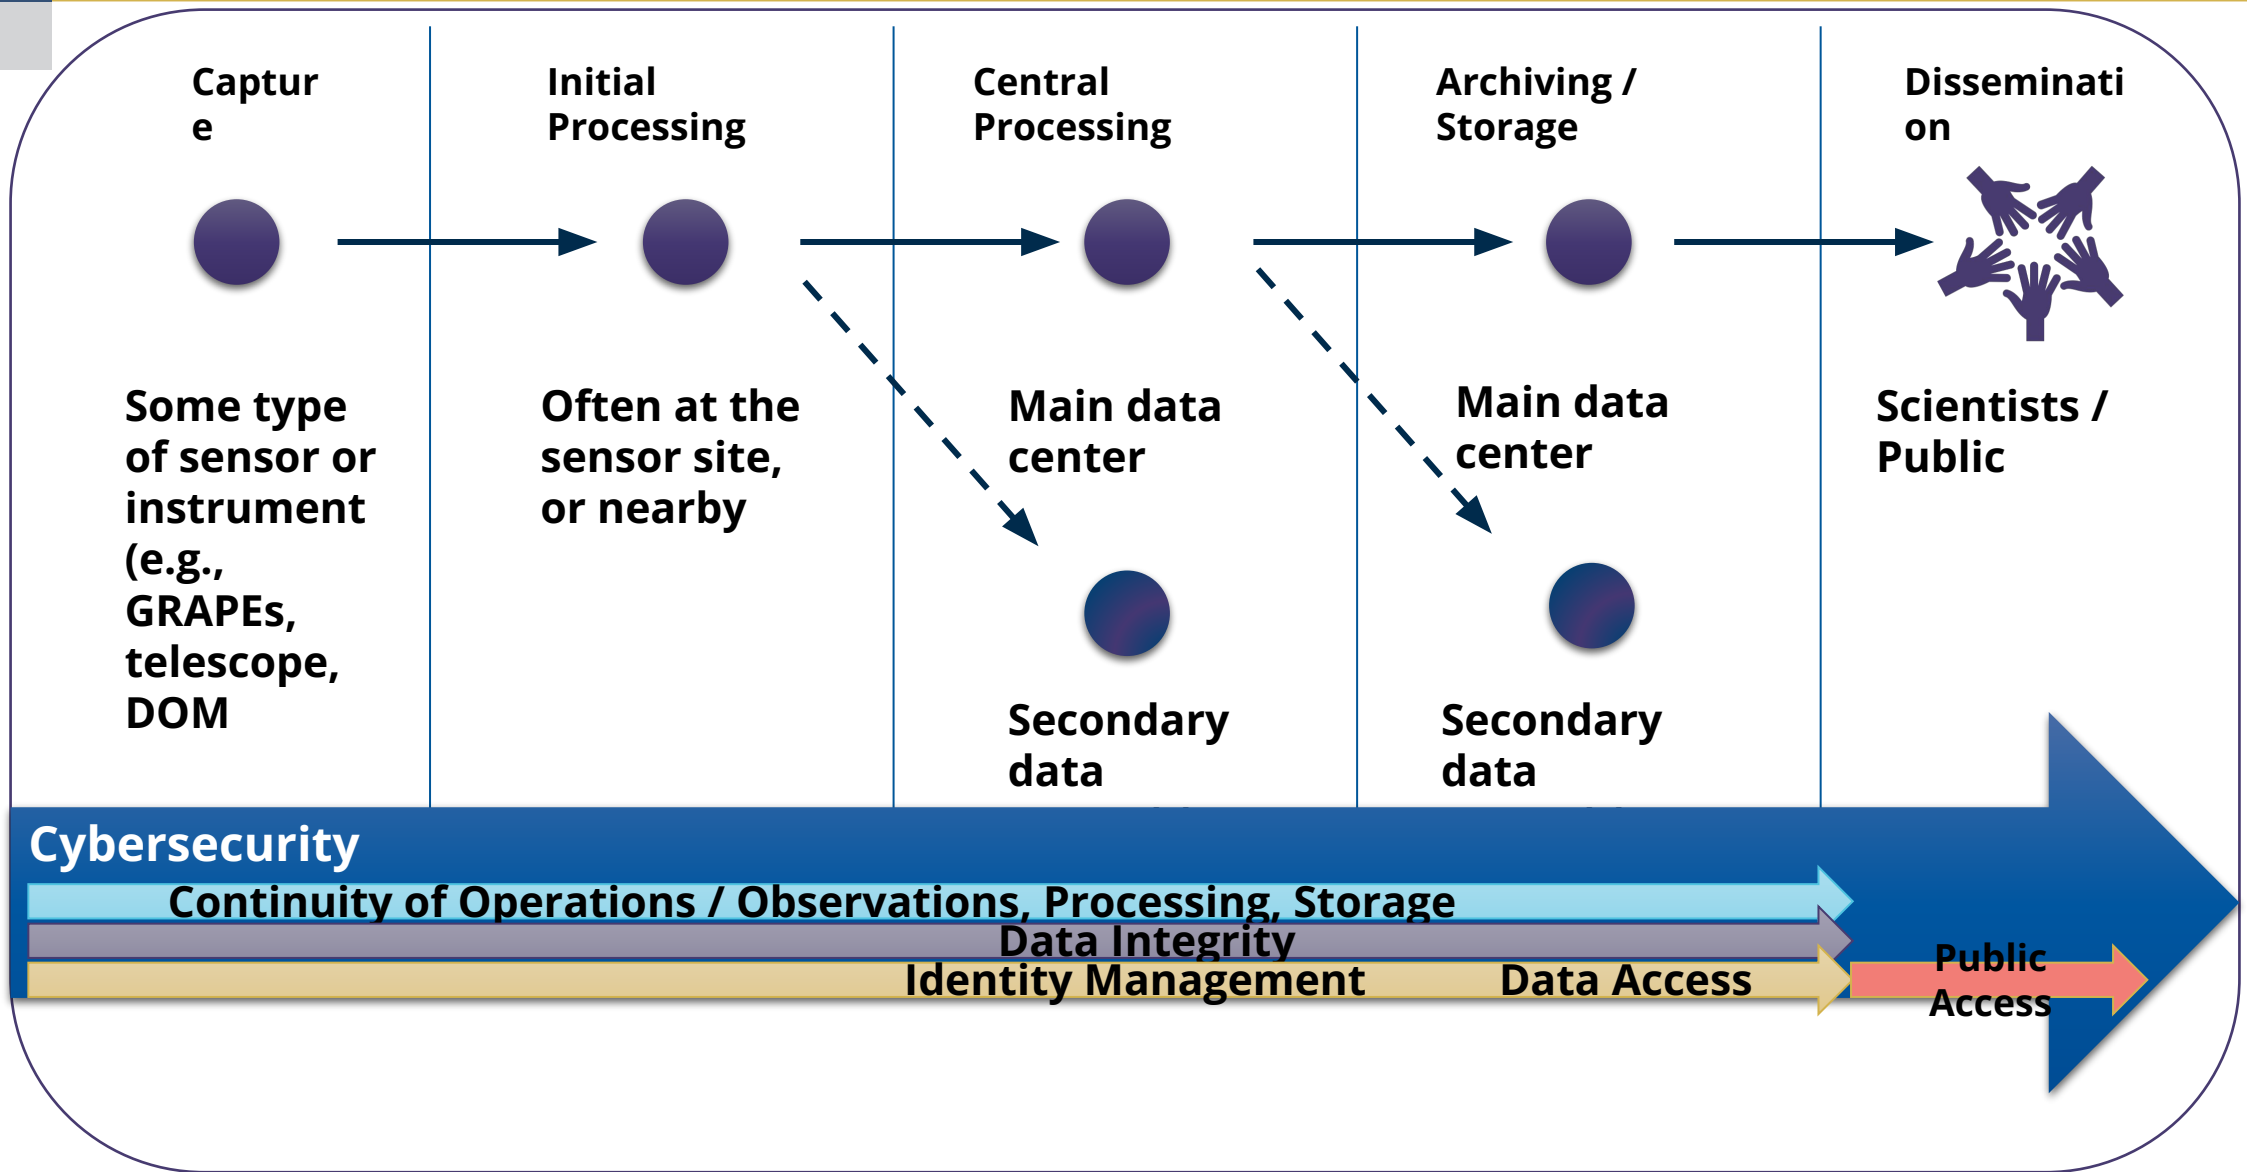 Captur
e
Initial
Processing
Central
Processing
Archiving /
Storage
Disseminati
on
Some type
of sensor or
instrument
(e.g.,
GRAPEs,
telescope,
DOM
Often at the
sensor site,
or nearby
Main data
center
Main data
center
Scientists /
Public
Secondary
data
Secondary
data
Cybersecurity
Continuity of Operations / Observations, Processing, Storage
Data Integrity
Identity Management
Data Access
Public
Access